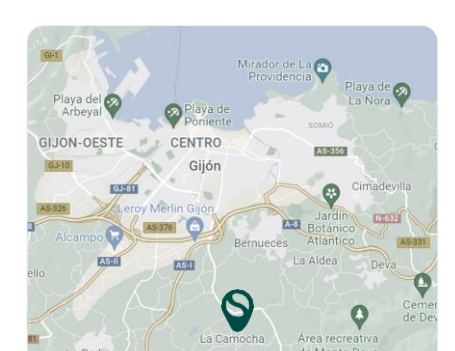 GI-1
Mirador de La
Providencia
Playa de
La Nora
Playa del
Arbeyal
Playa de
Poniente
SOMIÓ
GIJON-OESTE
CENTRO
AS-356
GJ-10
Gijón
GJ-81
Cimadevilla
AS-326
Leroy Merlin Gijón
AS-376
A-8
N-632
Jardín
Botánico
Atlántico
Alcampo
Bernueces
AS-331
AS-II
AS-I
La Aldea
Deva
ello
Cemen
de Dev
81
La Camocha
Área recreativa